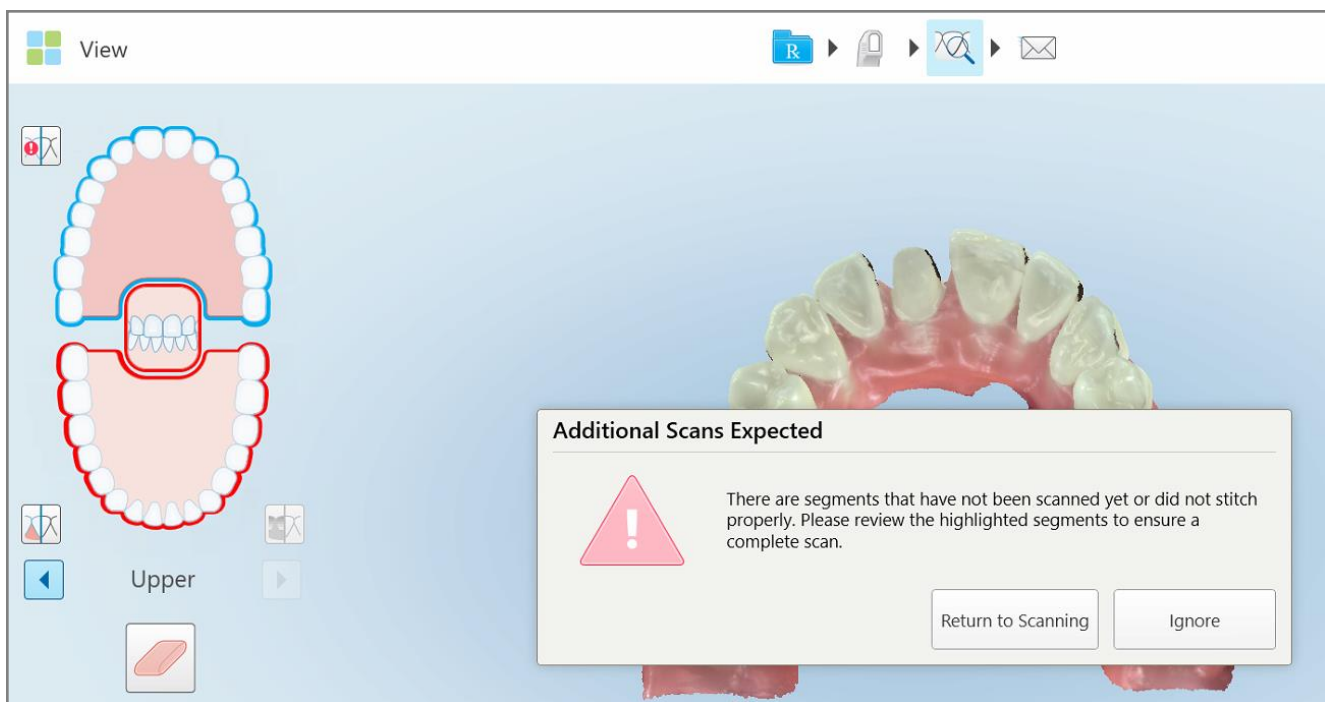 View
Rx
Upper
Additional Scans Expected
There are segments that have not been scanned yet or did not stitch
properly. Please review the highlighted segments to ensure a
complete scan.
Return to Scanning
Ignore